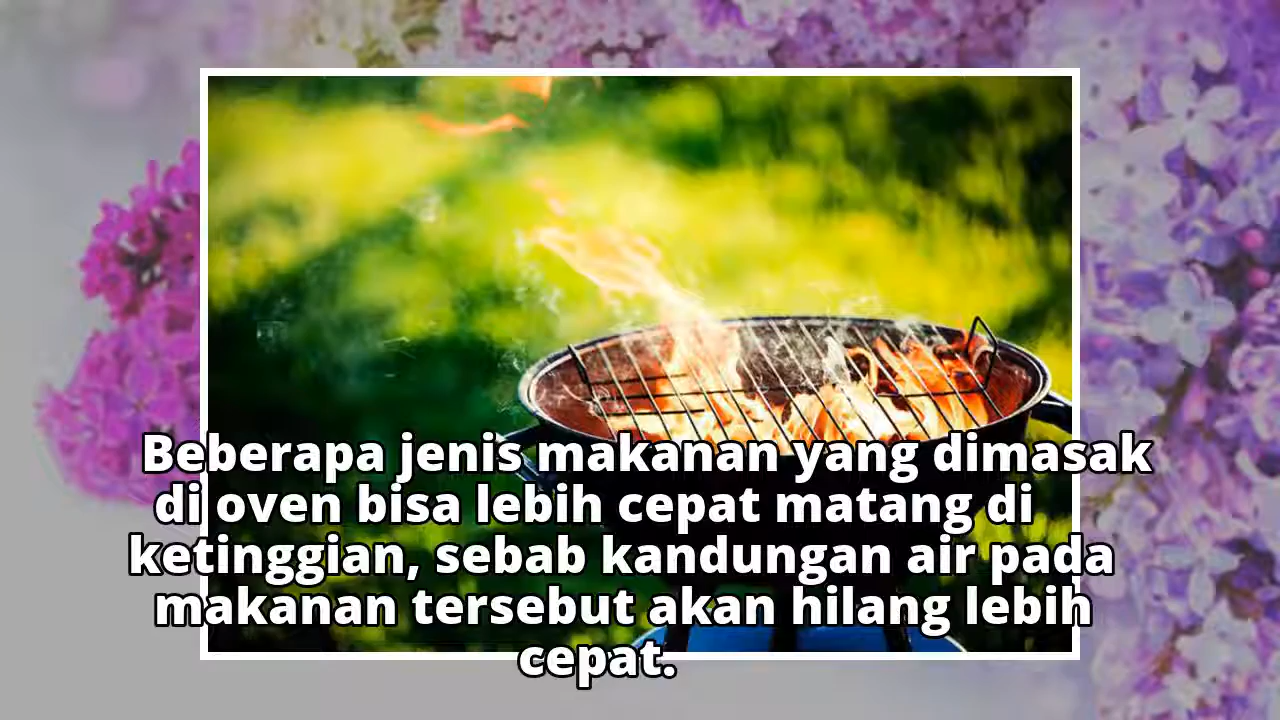 Beberapa jenis makanan yang dimasak
di oven bisa lebih cepat matang di
ketinggian, sebab kandungan air pada
makanan tersebut akan hilang lebih
cepat.